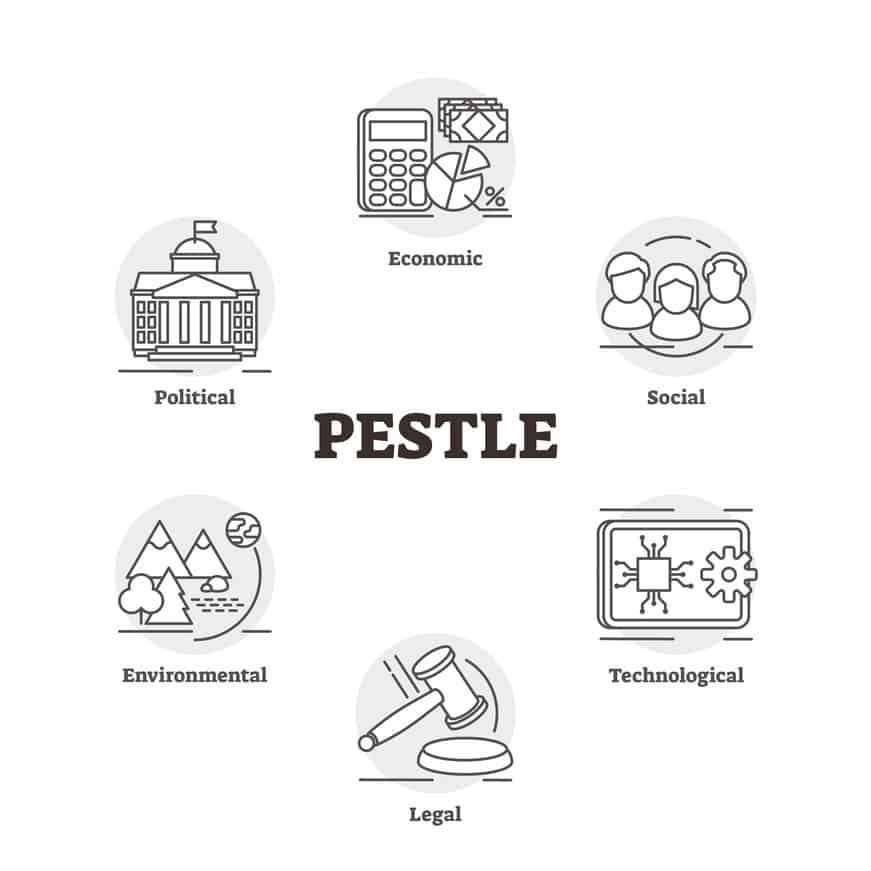 %
Economic
Political
Social
PESTLE
Environmental
Technological
Legal